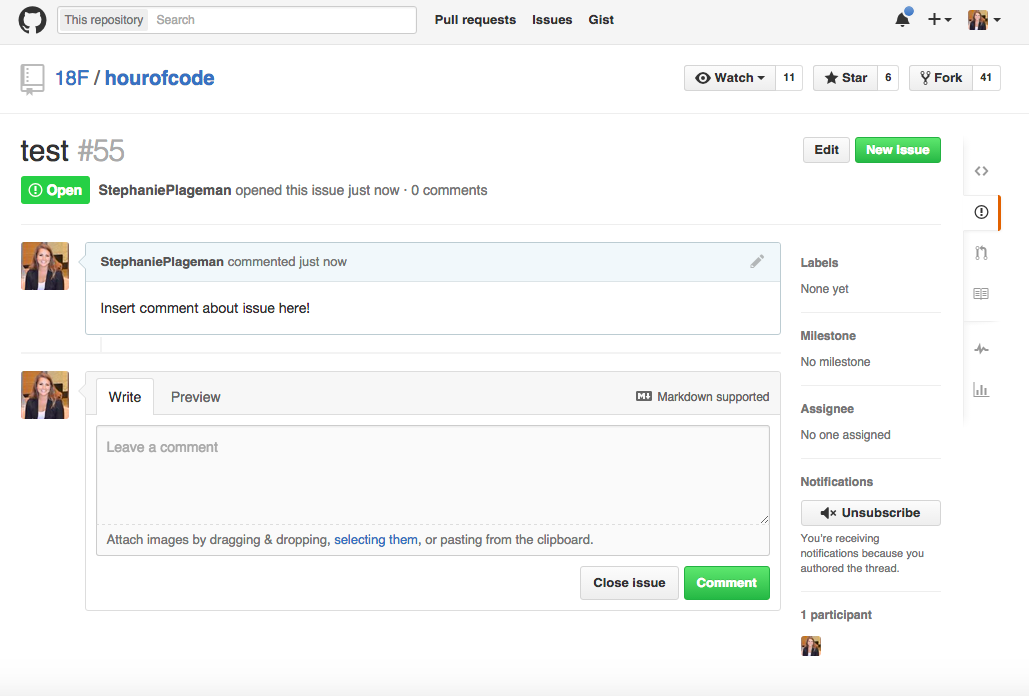 This repository Search Pull requests Issues Gist
18F / hourofcode Watch 11 Star 6 Fork 41
test #55 Edit New issue
Open StephaniePlageman opened this issue just now · 0 comments
StephaniePlageman commented just now
Insert comment about issue here!
Write Preview Markdown supported
Leave a comment
Attach images by dragging & dropping, selecting them, or pasting from the clipboard.
Close issue Comment
Labels
None yet
Milestone
No milestone
Assignee
No one assigned
Notifications
Unsubscribe
You're receiving
notifications because you
authored the thread.
1 participant